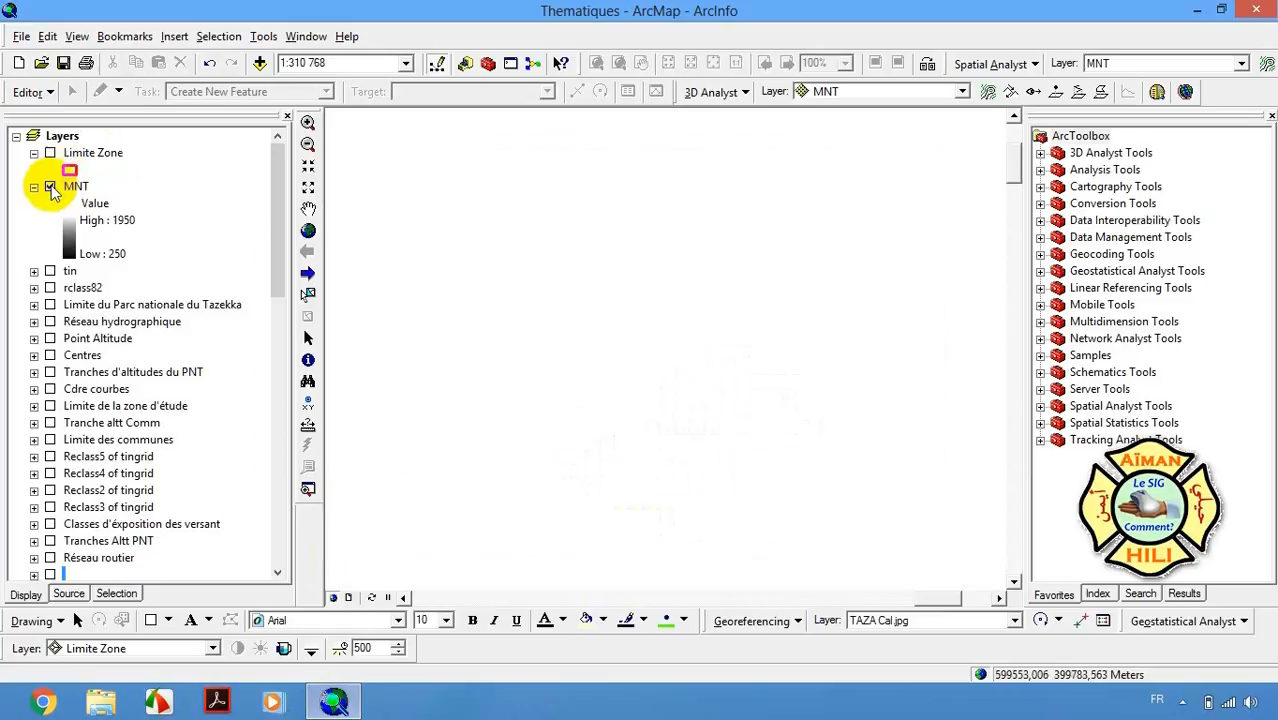 Thematiques - ArcMap - ArcInfo
File Edit View Bookmarks Insert Selection Tools Window Help
1:310 768 100% Spatial Analyst Layer: MNT
Editor Task: Create New Feature Target: 3D Analyst Layer: MNT
Layers
Limite Zone
MNT
Value
High : 1950
Low : 250
tin
rclass82
Limite du Parc nationale du Tazekka
Réseau hydrographique
Point Altitude
Centres
Tranches d'altitudes du PNT
Cdre courbes
Limite de la zone d'étude
Tranche altt Comm
Limite des communes
Reclass5 of tingrid
Reclass4 of tingrid
Reclass2 of tingrid
Reclass3 of tingrid
Classes d'éxposition des versant
Tranches Altt PNT
Réseau routier
Display Source Selection
ArcToolbox
3D Analyst Tools
Analysis Tools
Cartography Tools
Conversion Tools
Data Interoperability Tools
Data Management Tools
Geocoding Tools
Geostatistical Analyst Tools
Linear Referencing Tools
Mobile Tools
Multidimension Tools
Network Analyst Tools
Samples
Schematics Tools
Server Tools
Spatial Analyst Tools
Spatial Statistics Tools
Tracking Analyst Tools
AÏMAN
Le SIG
Comment?
HILI
Favorites Index Search Results
Drawing A Arial 10 B I U A Georeferencing Layer: TAZA Cal.jpg Geostatistical Analyst
Layer: Limite Zone 500
599553,006 399783,563 Meters
FR